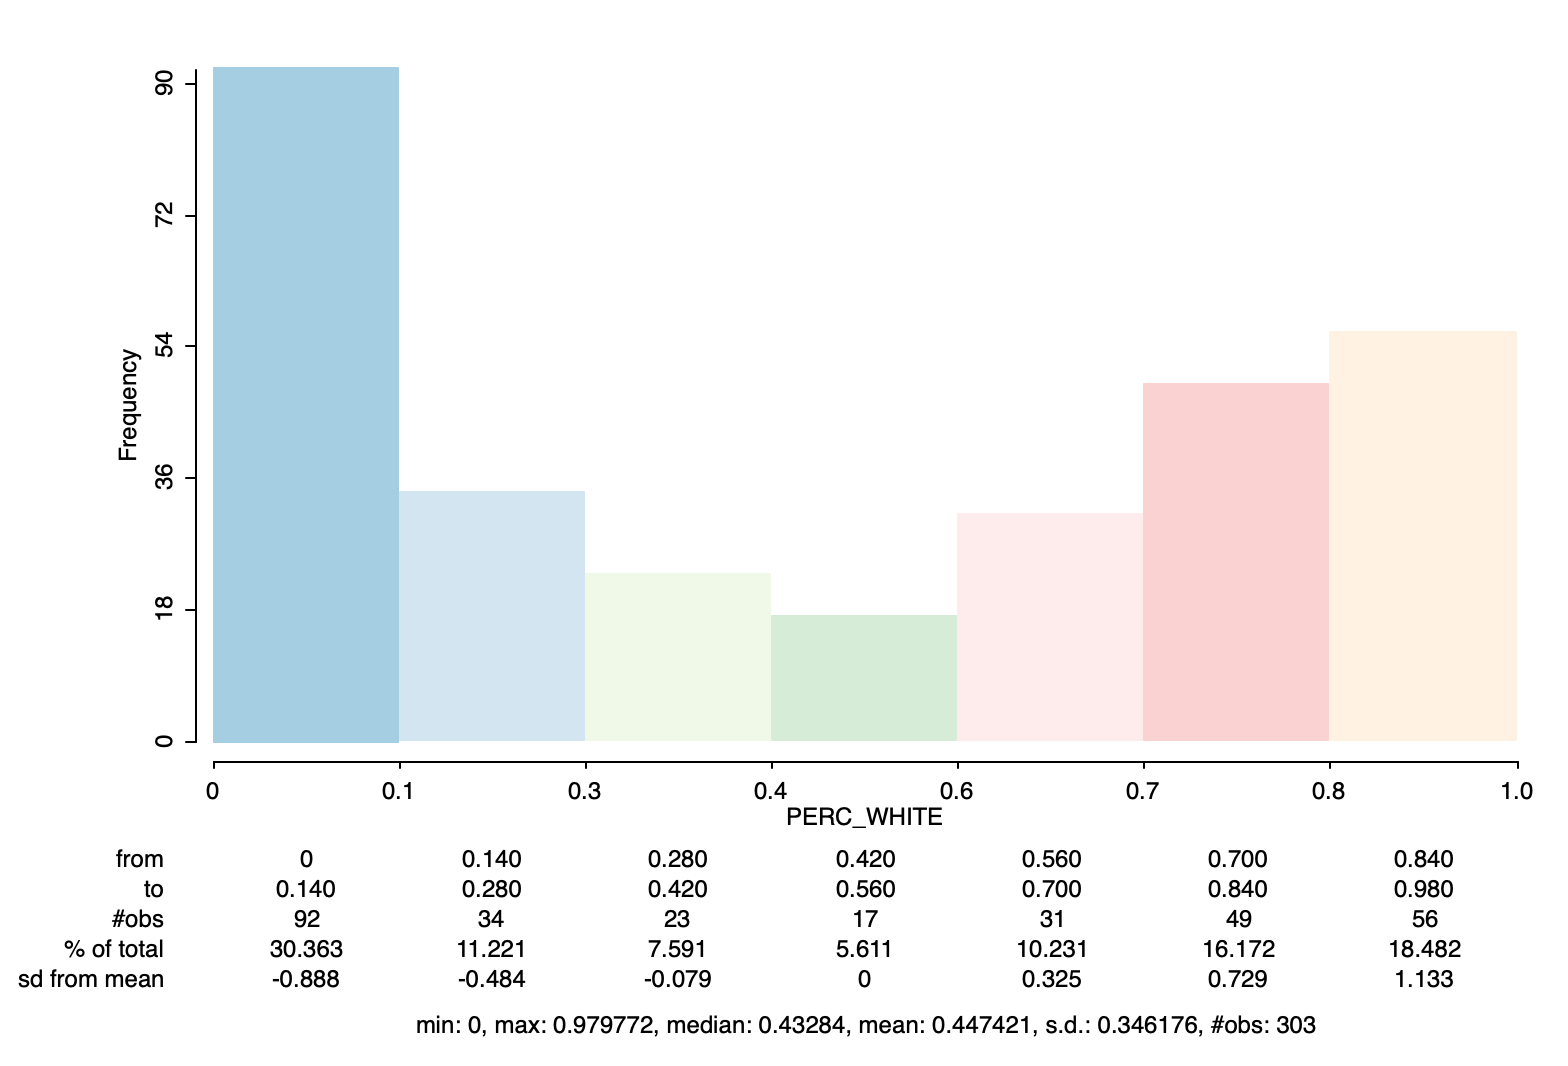 90
72
54
36
18
0
Frequency
0 0.1 0.3 0.4 0.6 0.7 0.8 1.0
PERC_WHITE
from 0 0.140 0.280 0.420 0.560 0.700 0.840
to 0.140 0.280 0.420 0.560 0.700 0.840 0.980
#obs 92 34 23 17 31 49 56
% of total 30.363 11.221 7.591 5.611 10.231 16.172 18.482
sd from mean -0.888 -0.484 -0.079 0 0.325 0.729 1.133
min: 0, max: 0.979772, median: 0.43284, mean: 0.447421, s.d.: 0.346176, #obs: 303